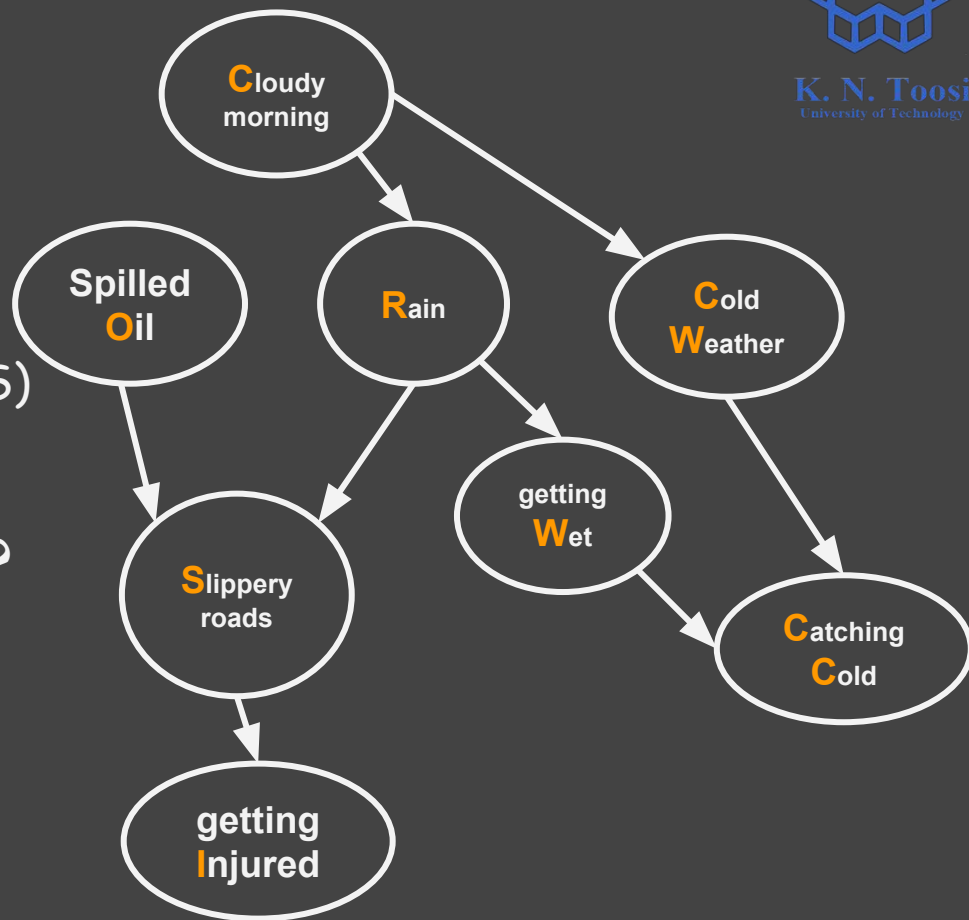 K. N. Toosi
University of Technology
Cloudy
morning
Spilled
Oil
Rain
Cold
Weather
s)
getting
Wet
Slippery
roads
Catching
Cold
getting
Injured